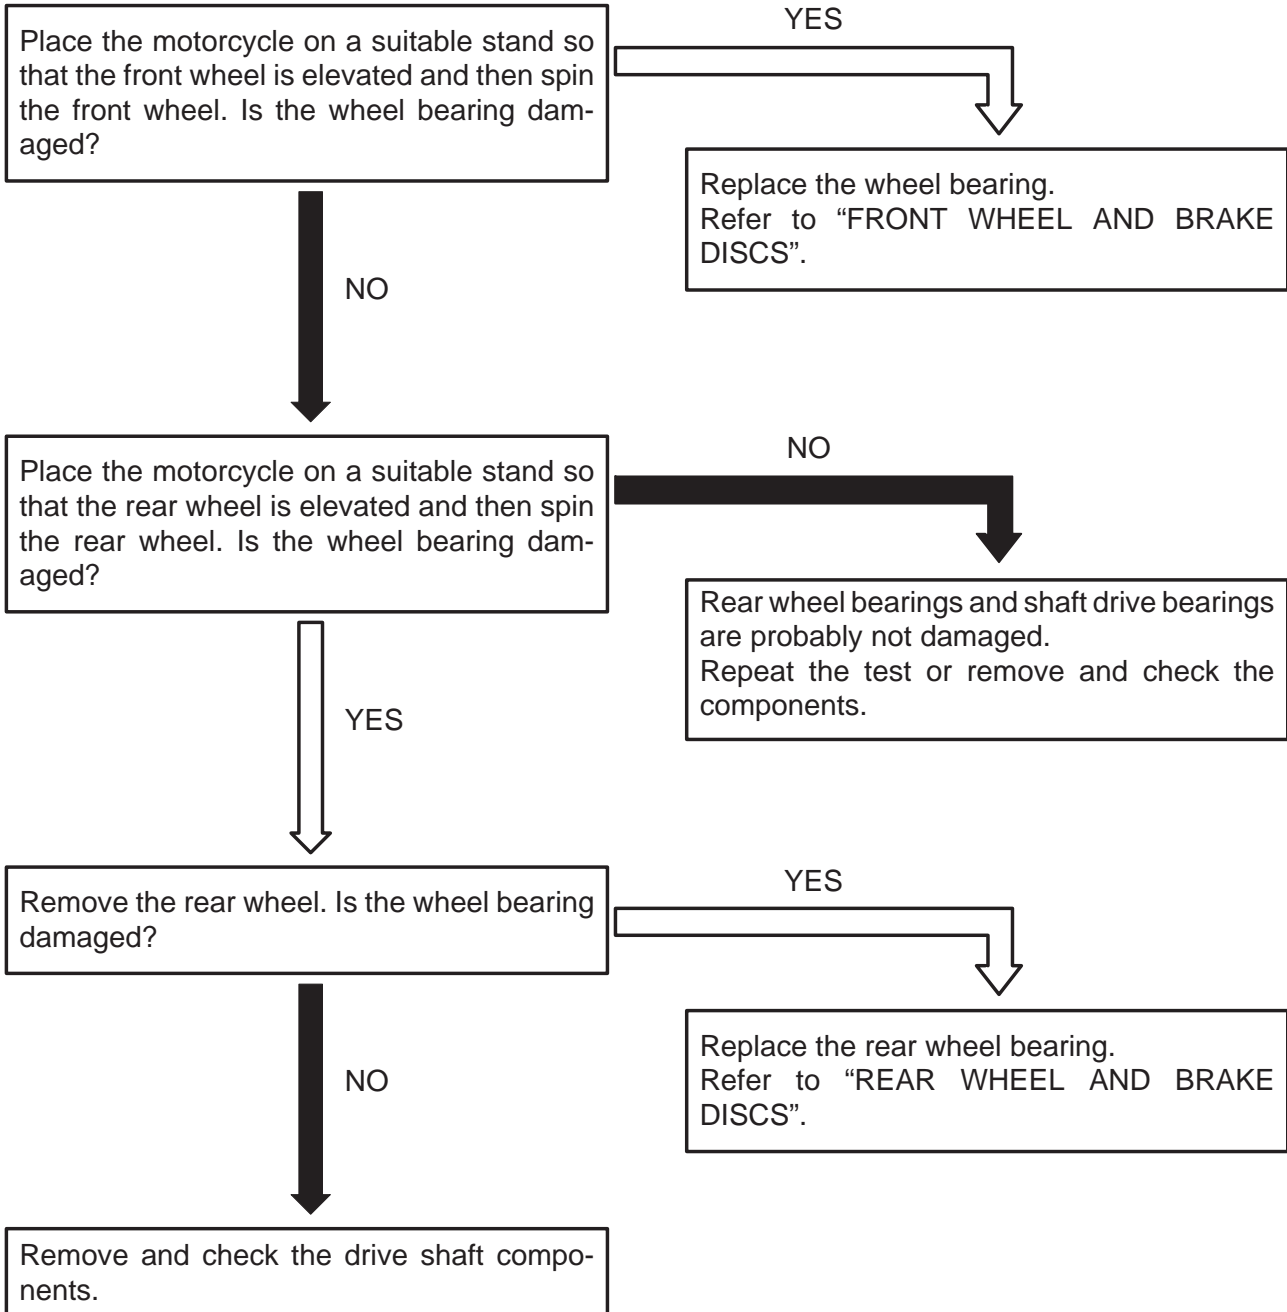 YES
Place the motorcycle on a suitable stand so
that the front wheel is elevated and then spin
the front wheel. Is the wheel bearing dam-
aged?
Replace the wheel bearing.
Refer to “FRONT WHEEL AND BRAKE
DISCS”.
NO
NO
Place the motorcycle on a suitable stand so
that the rear wheel is elevated and then spin
the rear wheel. Is the wheel bearing dam-
aged?
Rear wheel bearings and shaft drive bearings
are probably not damaged.
Repeat the test or remove and check the
components.
YES
YES
Remove the rear wheel. Is the wheel bearing
damaged?
Replace the rear wheel bearing.
Refer to “REAR WHEEL AND BRAKE
DISCS”.
NO
Remove and check the drive shaft compo-
nents.